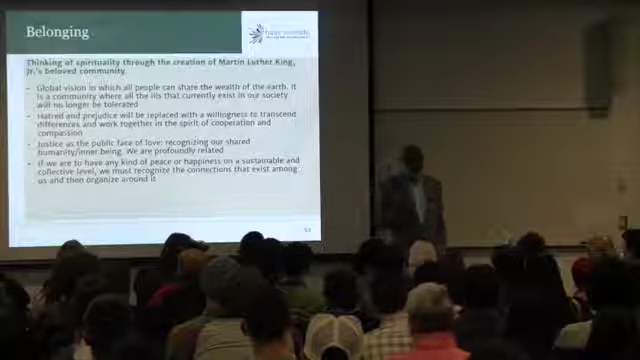 Belonging
Thinking of spirituality through the creation of Martin Luther King,
Jr.'s beloved community.
- Global vision in which all people can share the wealth of the earth. It
is a community where all the ills that currently exist in our society
will no longer be tolerated
- Hatred and prejudice will be replaced with a willingness to transcend
differences and work together in the spirit of cooperation and
compassion
- Justice as the public face of love: recognizing our shared
humanity/inner being. We are profoundly related
- If we are to have any kind of peace or happiness on a sustainable and
collective level, we must recognize the connections that exist among
us and then organize around it